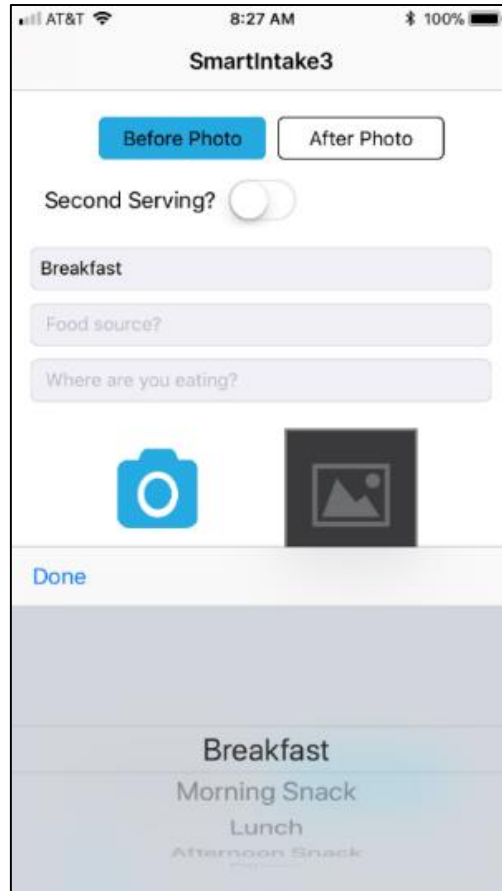 AT&T 8:27 AM 100%
SmartIntake3
Before Photo After Photo
Second Serving?
Breakfast
Food source?
Where are you eating?
Done
Breakfast
Morning Snack
Lunch
Afternoon Snack